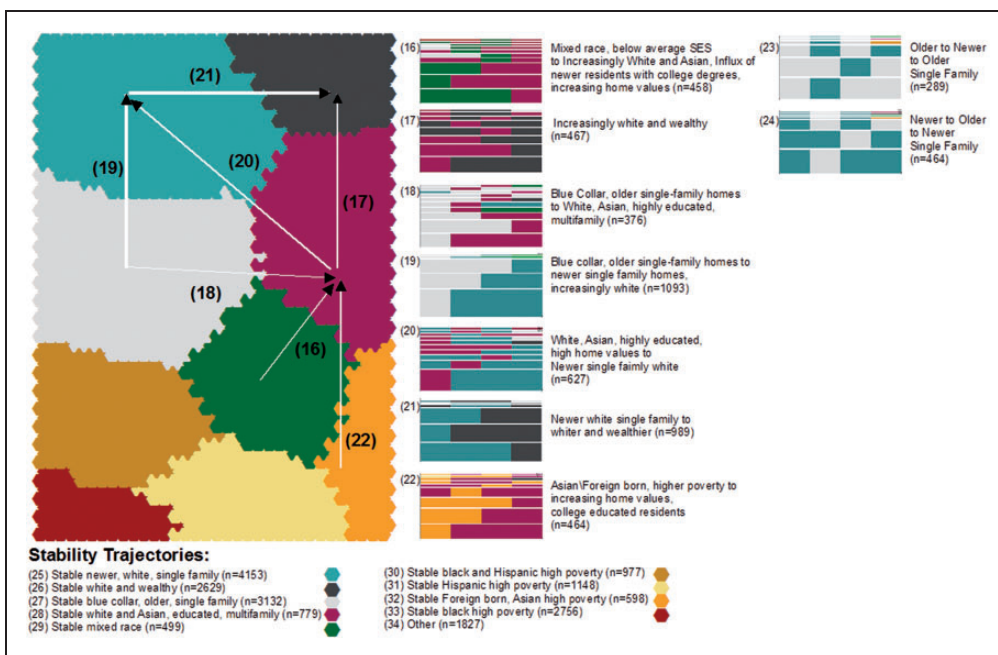 (21)
(19)
(20)
(17)
(18)
(16)
(22)
(16)
Mixed race, below average SES
to Increasingly White and Asian, Influx of
newer residents with college degrees,
increasing home values (n=458)
(17)
Increasingly white and wealthy
(n=467)
(18)
Blue Collar, older single-family homes
to White, Asian, highly educated,
multifamily (n=376)
(19)
Blue collar, older single-family homes to
newer single family homes,
increasingly white (n=1093)
(20)
White, Asian, highly educated,
high home values to
Newer single faimly white
(n=627)
(21)
Newer white single family to
whiter and wealthier (n=989)
(22)
Asian\Foreign born, higher poverty to
increasing home values,
college educated residents
(n=464)
(23)
Older to Newer
to Older
Single Family
(n=289)
(24)
Newer to Older
to Newer
Single Family
(n=464)
Stability Trajectories:
(25) Stable newer, white, single family (n=4153)
(26) Stable white and wealthy (n=2629)
(27) Stable blue collar, older, single family (n=3132)
(28) Stable white and Asian, educated, multifamily (n=779)
(29) Stable mixed race (n=499)
(30) Stable black and Hispanic high poverty (n=977)
(31) Stable Hispanic high poverty (n=1148)
(32) Stable Foreign born, Asian high poverty (n=598)
(33) Stable black high poverty (n=2756)
(34) Other (n=1827)